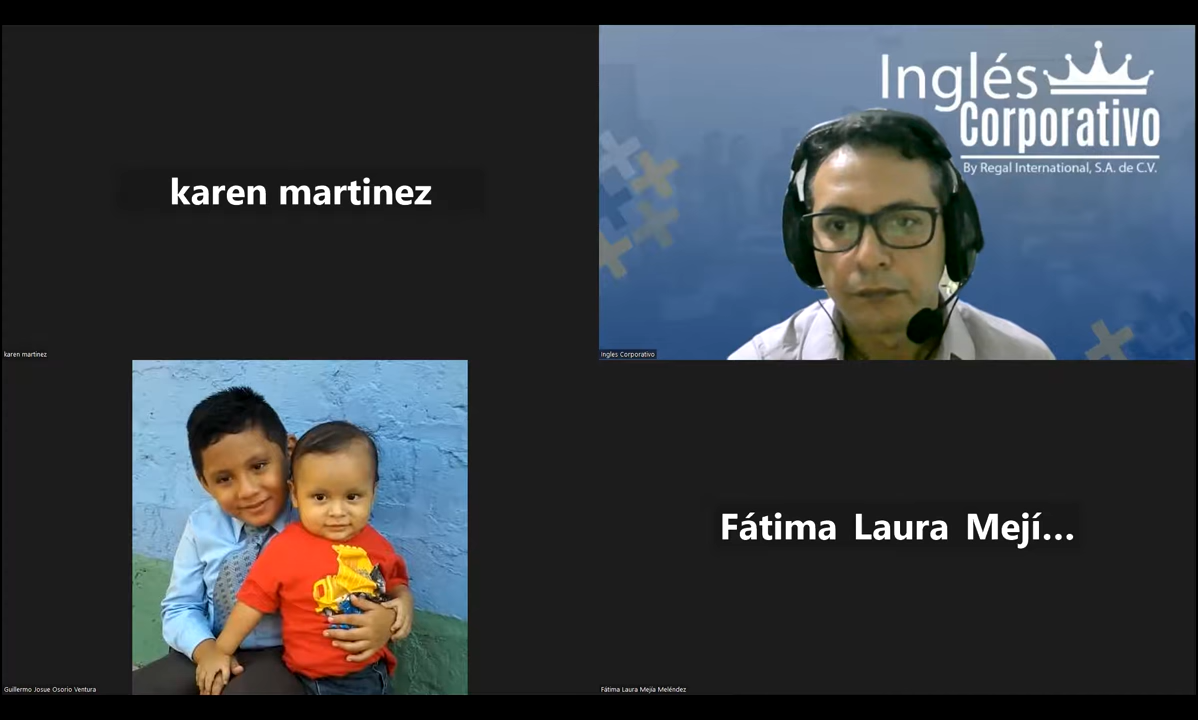 karen martinez
karen martinez
Inglés
Corporativo
By Regal International, S.A. de C.V.
Ingles Corporativo
Guillermo Josue Osorio Ventura
Fátima Laura Mejí...
Fátima Laura Mejía Meléndez